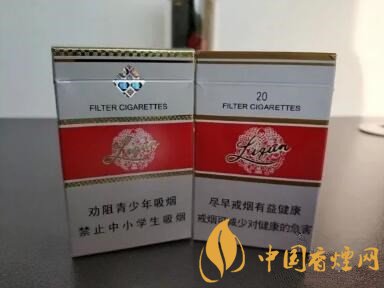 FILTER CIGARETTES
Liqun
劝阻青少年吸烟
禁止中小学生吸烟
20
FILTER CIGARETTES
Liqun
尽早戒烟有益健康
戒烟可减少对健康的危害
中国香烟网